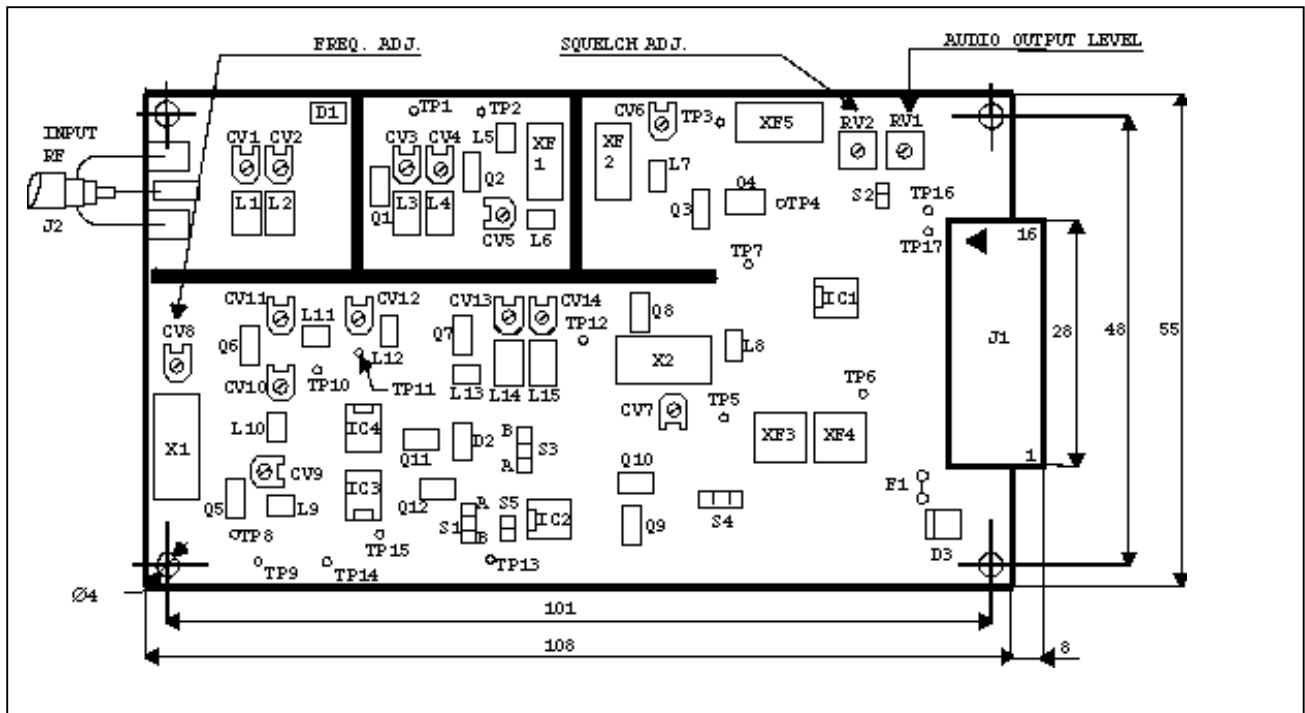 FREQ. ADJ.
SQUELCH ADJ.
AUDIO OUTPUT LEVEL
INPUT
RF
J2
D1
TP1
TP2
CV6
TP3
XF5
RV2
RV1
CV1
CV2
CV3
CV4
L5
XF
1
XF
2
L7
Q2
Q4
L1
L2
Q1
L3
L4
Q3
TP4
S2
TP16
CV5
L6
TP17
16
TP7
CV11
L11
CV12
CV13
CV14
Q8
IC1
CV8
Q6
Q7
TP12
28
48
55
J1
L12
X2
L8
CV10
TP10
TP11
L13
L14
L15
TP6
CV7
TP5
L10
IC4
X1
Q11
D2
B
S3
A
XF3
XF4
CV9
Q10
1
Q5
L9
IC3
Q12
A
S5
F1
S1
B
IC2
Q9
S4
TP8
TP15
D3
TP9
TP14
TP13
Ø4
101
108
8